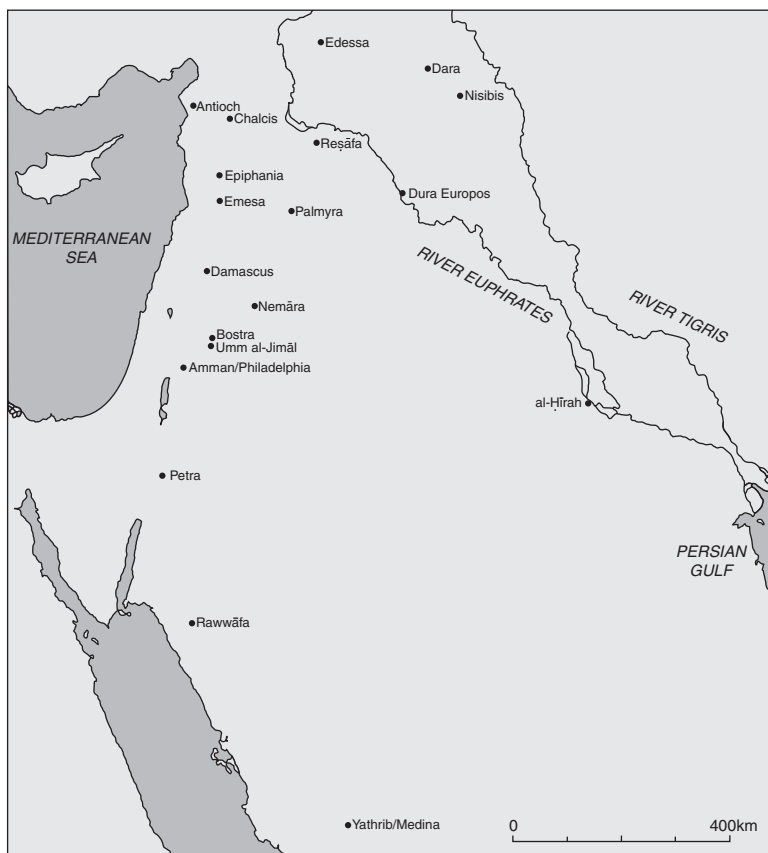 Edessa
Dara
Nisibis
Antioch
Chalcis
Reṣāfa
Epiphania
Dura Europos
Emesa
Palmyra
MEDITERRANEAN
SEA
RIVER EUPHRATES
RIVER TIGRIS
Damascus
Nemāra
Bostra
Umm al-Jimāl
Amman/Philadelphia
al-Ḥīrah
Petra
PERSIAN
GULF
Rawwāfa
Yathrib/Medina
0 400km